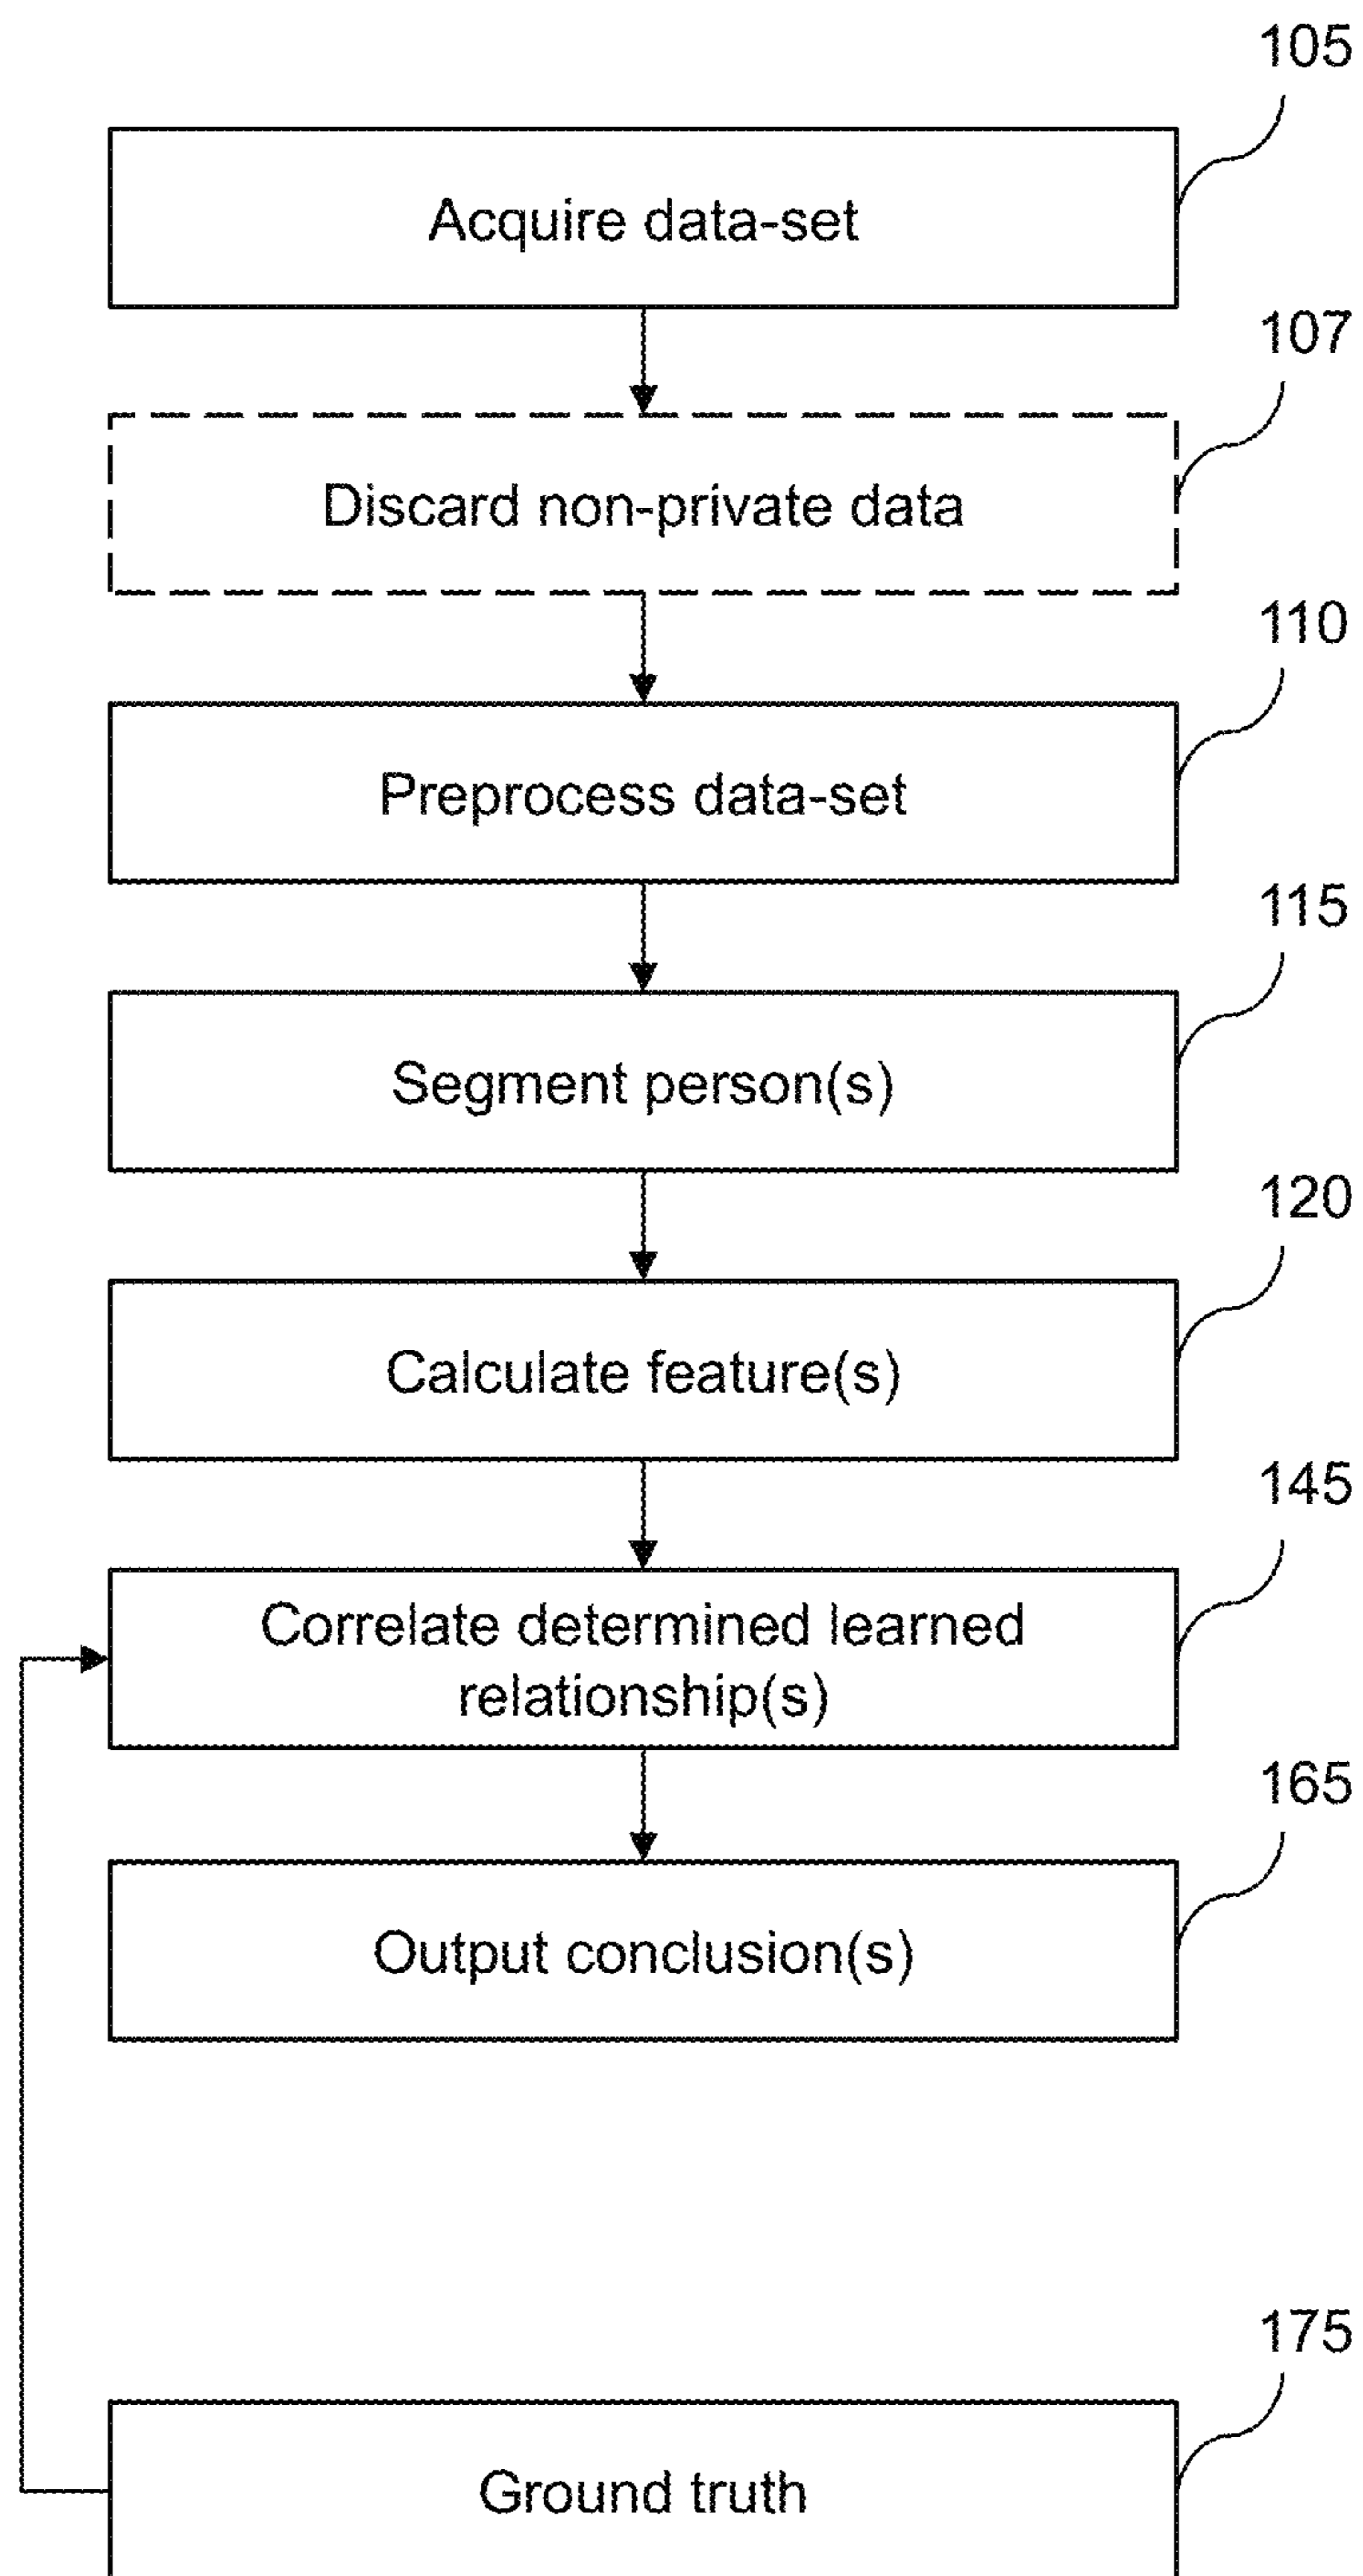 105
Acquire data-set
107
Discard non-private data
110
Preprocess data-set
115
Segment person(s)
120
Calculate feature(s)
145
Correlate determined learned
relationship(s)
165
Output conclusion(s)
175
Ground truth